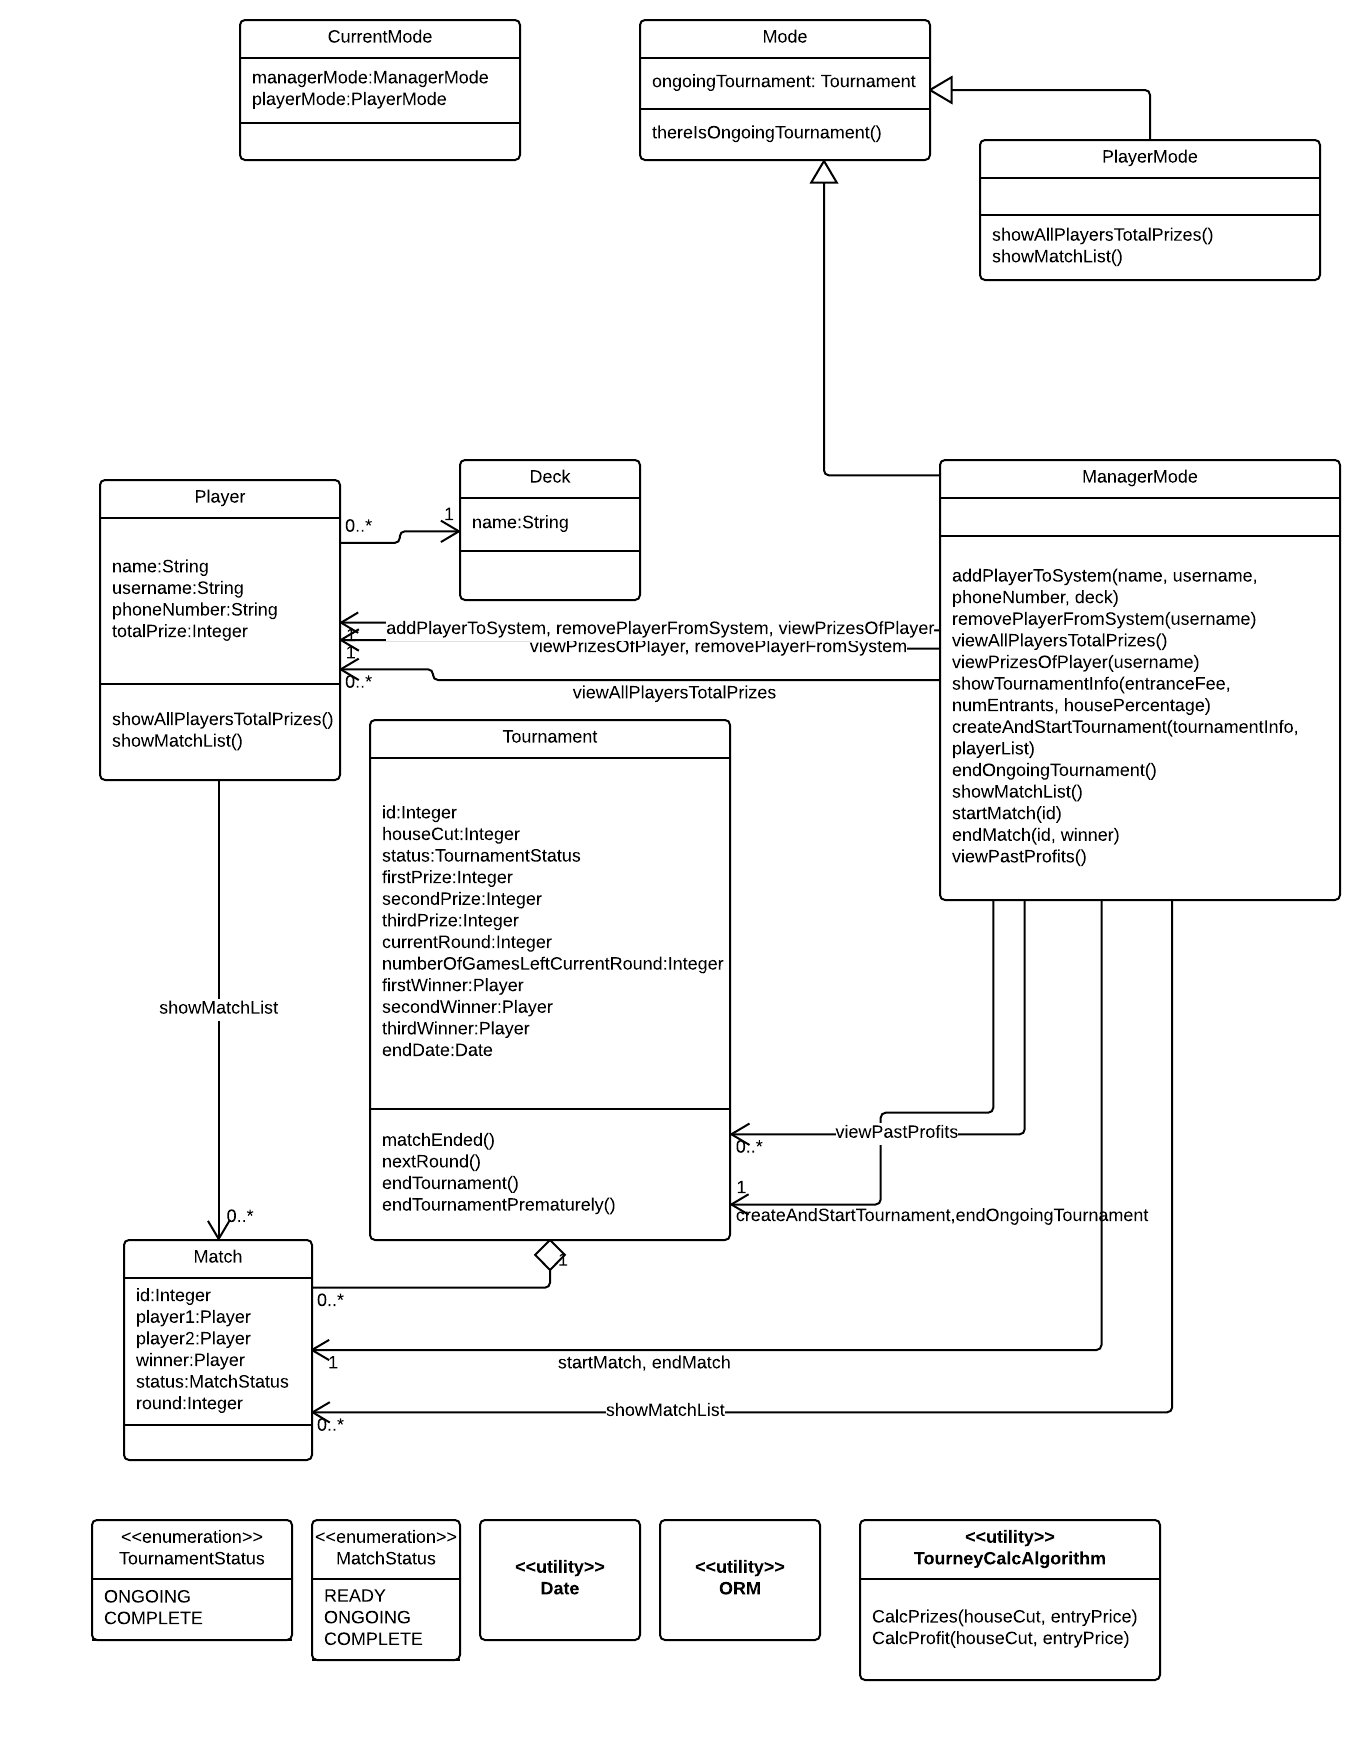 CurrentMode
managerMode:ManagerMode
playerMode:PlayerMode
Mode
ongoingTournament: Tournament
thereIsOngoingTournament()
PlayerMode
showAllPlayersTotalPrizes()
showMatchList()
Player
name:String
username:String
phoneNumber:String
totalPrize:Integer
showAllPlayersTotalPrizes()
showMatchList()
0..*
1
Deck
name:String
ManagerMode
addPlayerToSystem(name, username,
phoneNumber, deck)
removePlayerFromSystem(username)
viewAllPlayersTotalPrizes()
viewPrizesOfPlayer(username)
showTournamentInfo(entranceFee,
numEntrants, housePercentage)
createAndStartTournament(tournamentInfo,
playerList)
endOngoingTournament()
showMatchList()
startMatch(id)
endMatch(id, winner)
viewPastProfits()
addPlayerToSystem, removePlayerFromSystem, viewPrizesOfPlayer
1
viewPrizesOfPlayer, removePlayerFromSystem
1
0..*
viewAllPlayersTotalPrizes
Tournament
id:Integer
houseCut:Integer
status:TournamentStatus
firstPrize:Integer
secondPrize:Integer
thirdPrize:Integer
currentRound:Integer
numberOfGamesLeftCurrentRound:Integer
firstWinner:Player
secondWinner:Player
thirdWinner:Player
endDate:Date
matchEnded()
nextRound()
endTournament()
endTournamentPrematurely()
showMatchList
0..*
viewPastProfits
0..*
1
createAndStartTournament,endOngoingTournament
1
0..*
Match
id:Integer
player1:Player
player2:Player
winner:Player
status:MatchStatus
round:Integer
1
startMatch, endMatch
showMatchList
0..*
<<enumeration>>
TournamentStatus
ONGOING
COMPLETE
<<enumeration>>
MatchStatus
READY
ONGOING
COMPLETE
<<utility>>
Date
<<utility>>
ORM
<<utility>>
TourneyCalcAlgorithm
CalcPrizes(houseCut, entryPrice)
CalcProfit(houseCut, entryPrice)